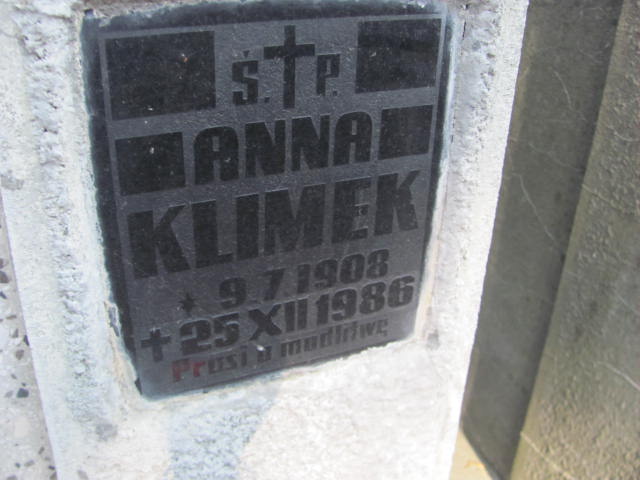 Ś. † P.
ANNA
KLIMEK
* 9.7.1908
+ 25 XII 1986
Prosi o modlitwę